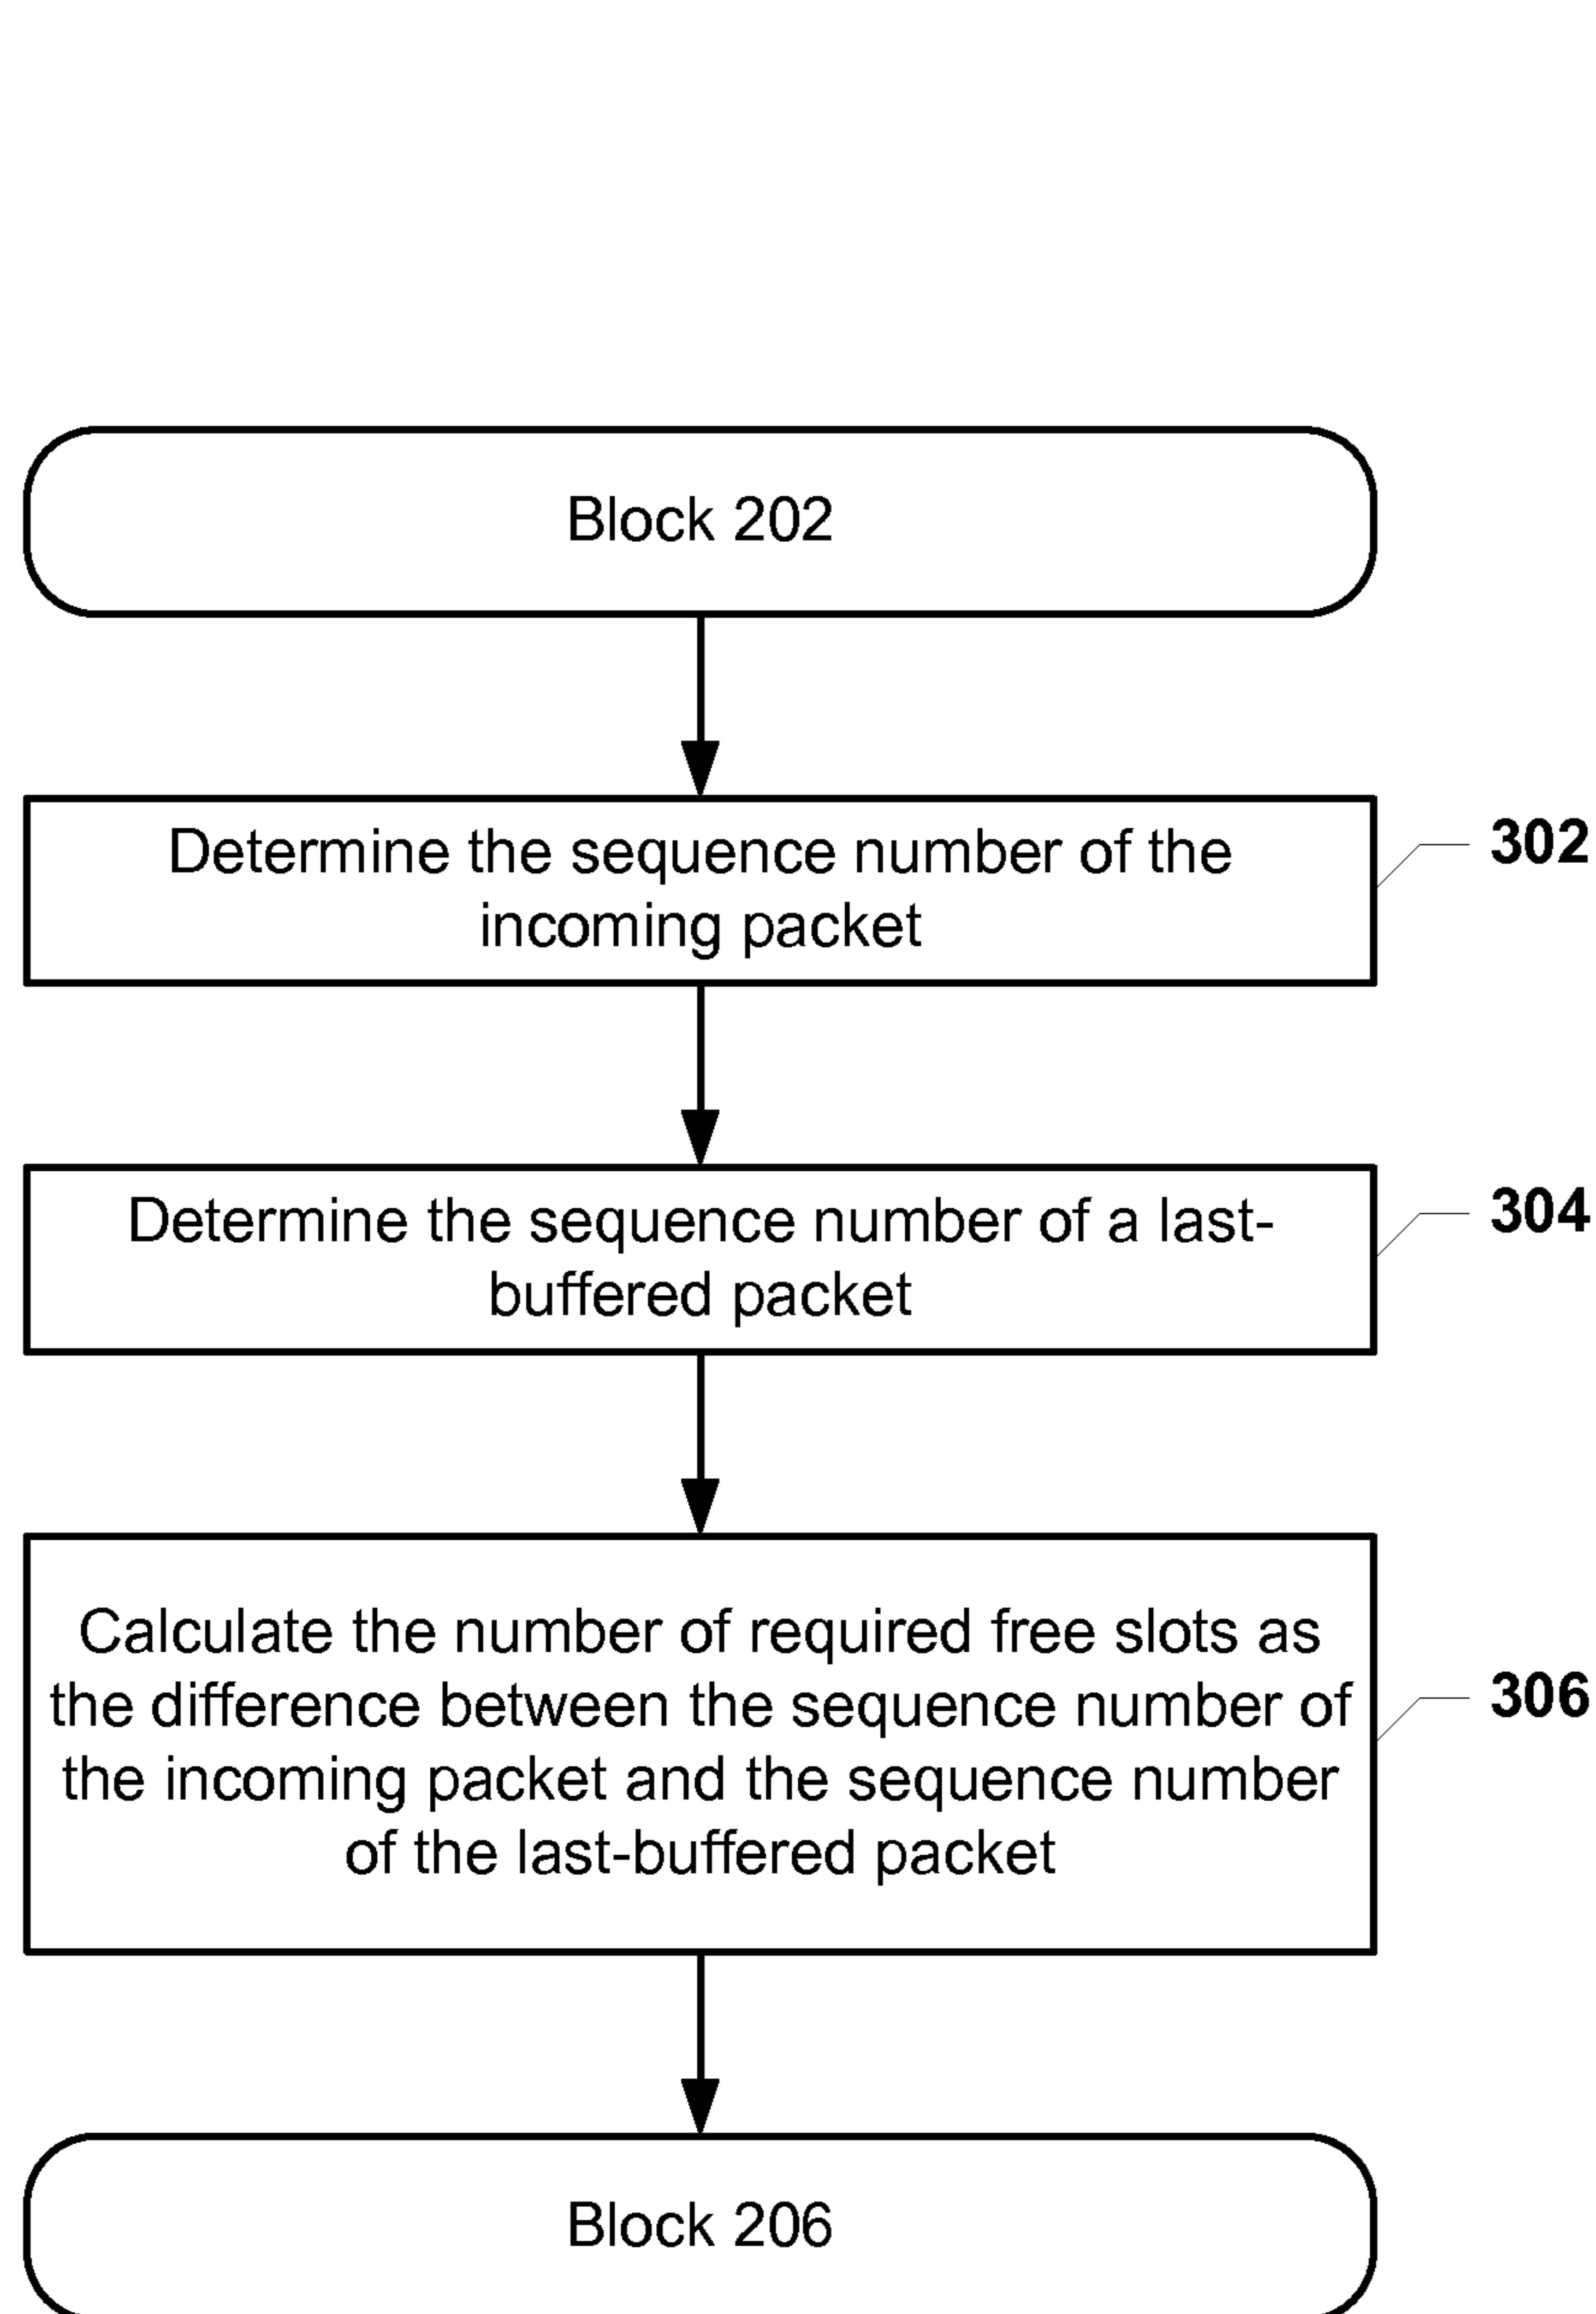 Block 202
Determine the sequence number of the
incoming packet
302
Determine the sequence number of a last-
buffered packet
304
Calculate the number of required free slots as
the difference between the sequence number of
the incoming packet and the sequence number
of the last-buffered packet
306
Block 206